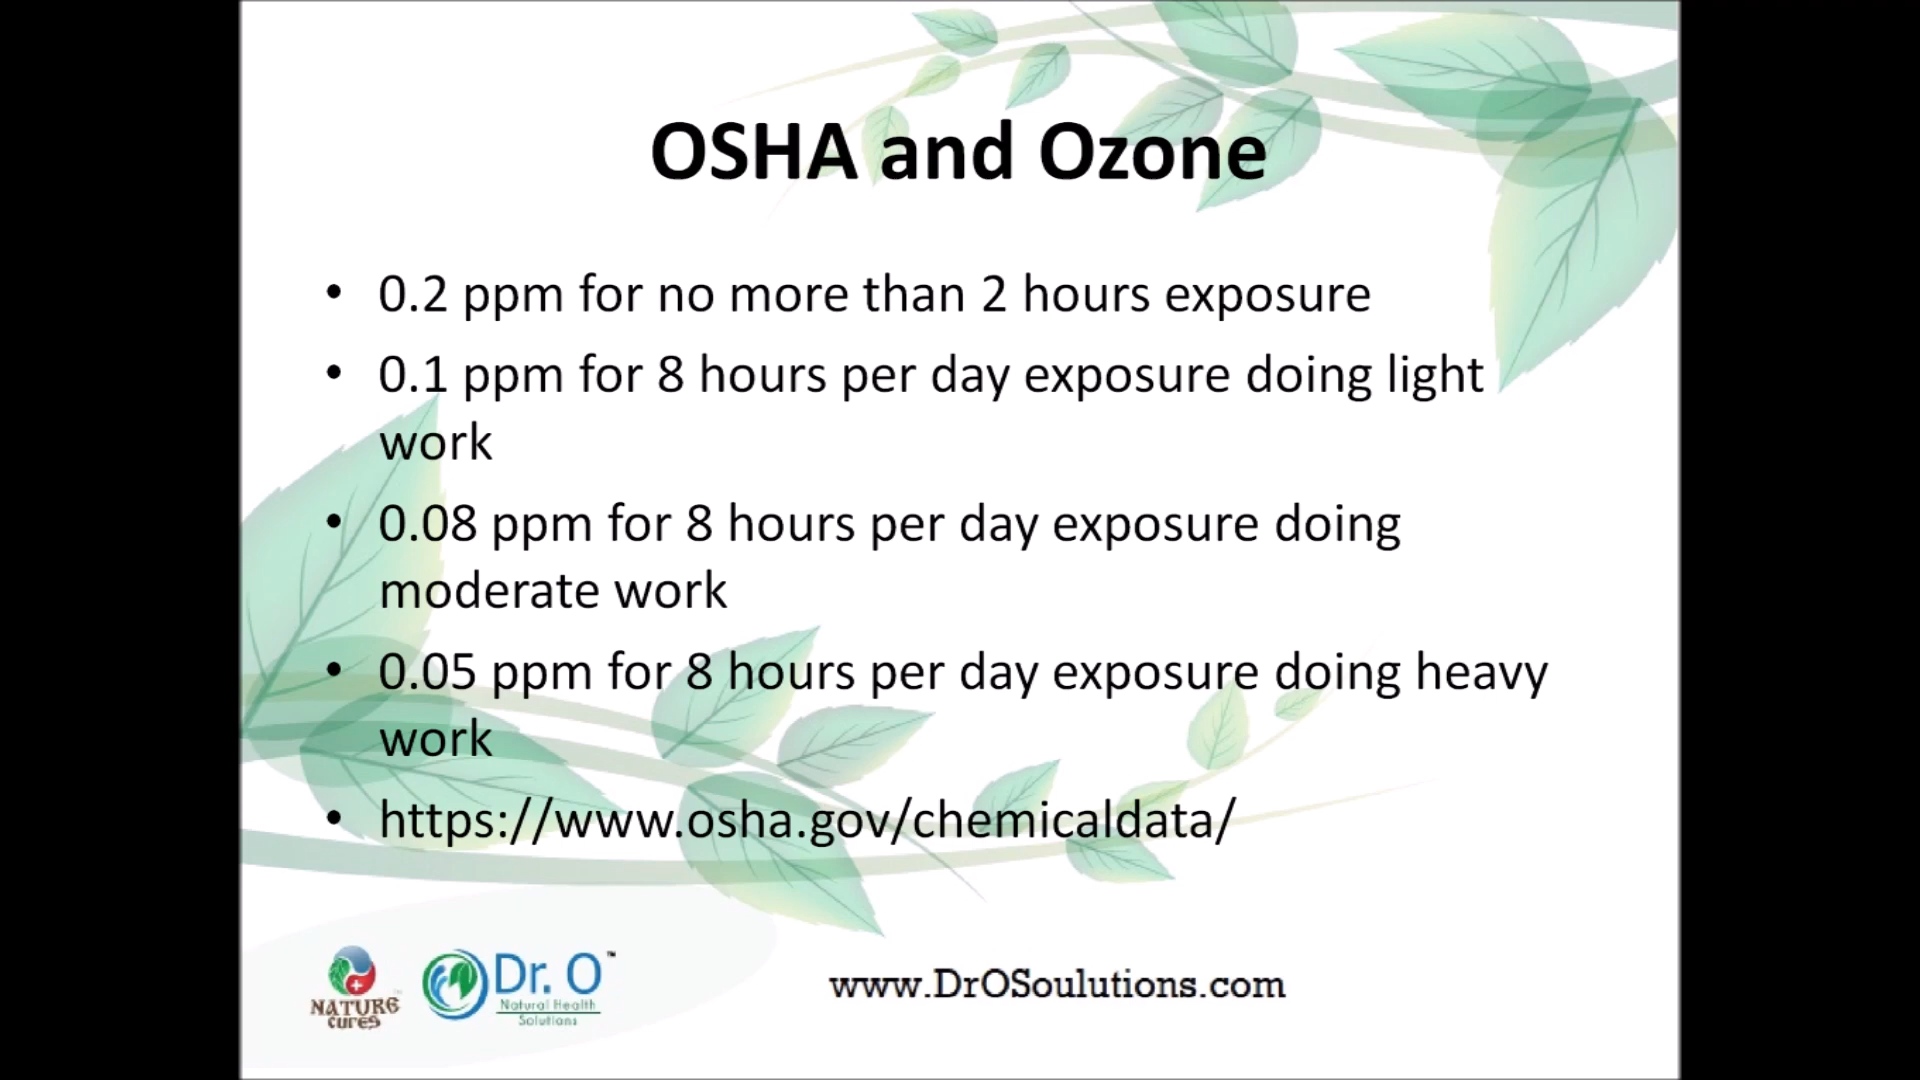 OSHA and Ozone
• 0.2 ppm for no more than 2 hours exposure
• 0.1 ppm for 8 hours per day exposure doing light
work
• 0.08 ppm for 8 hours per day exposure doing
moderate work
• 0.05 ppm for 8 hours per day exposure doing heavy
work
• https://www.osha.gov/chemicaldata/
NATURE
cures
Dr. O™
Natural Health
Solutions
www.DrOSoulutions.com